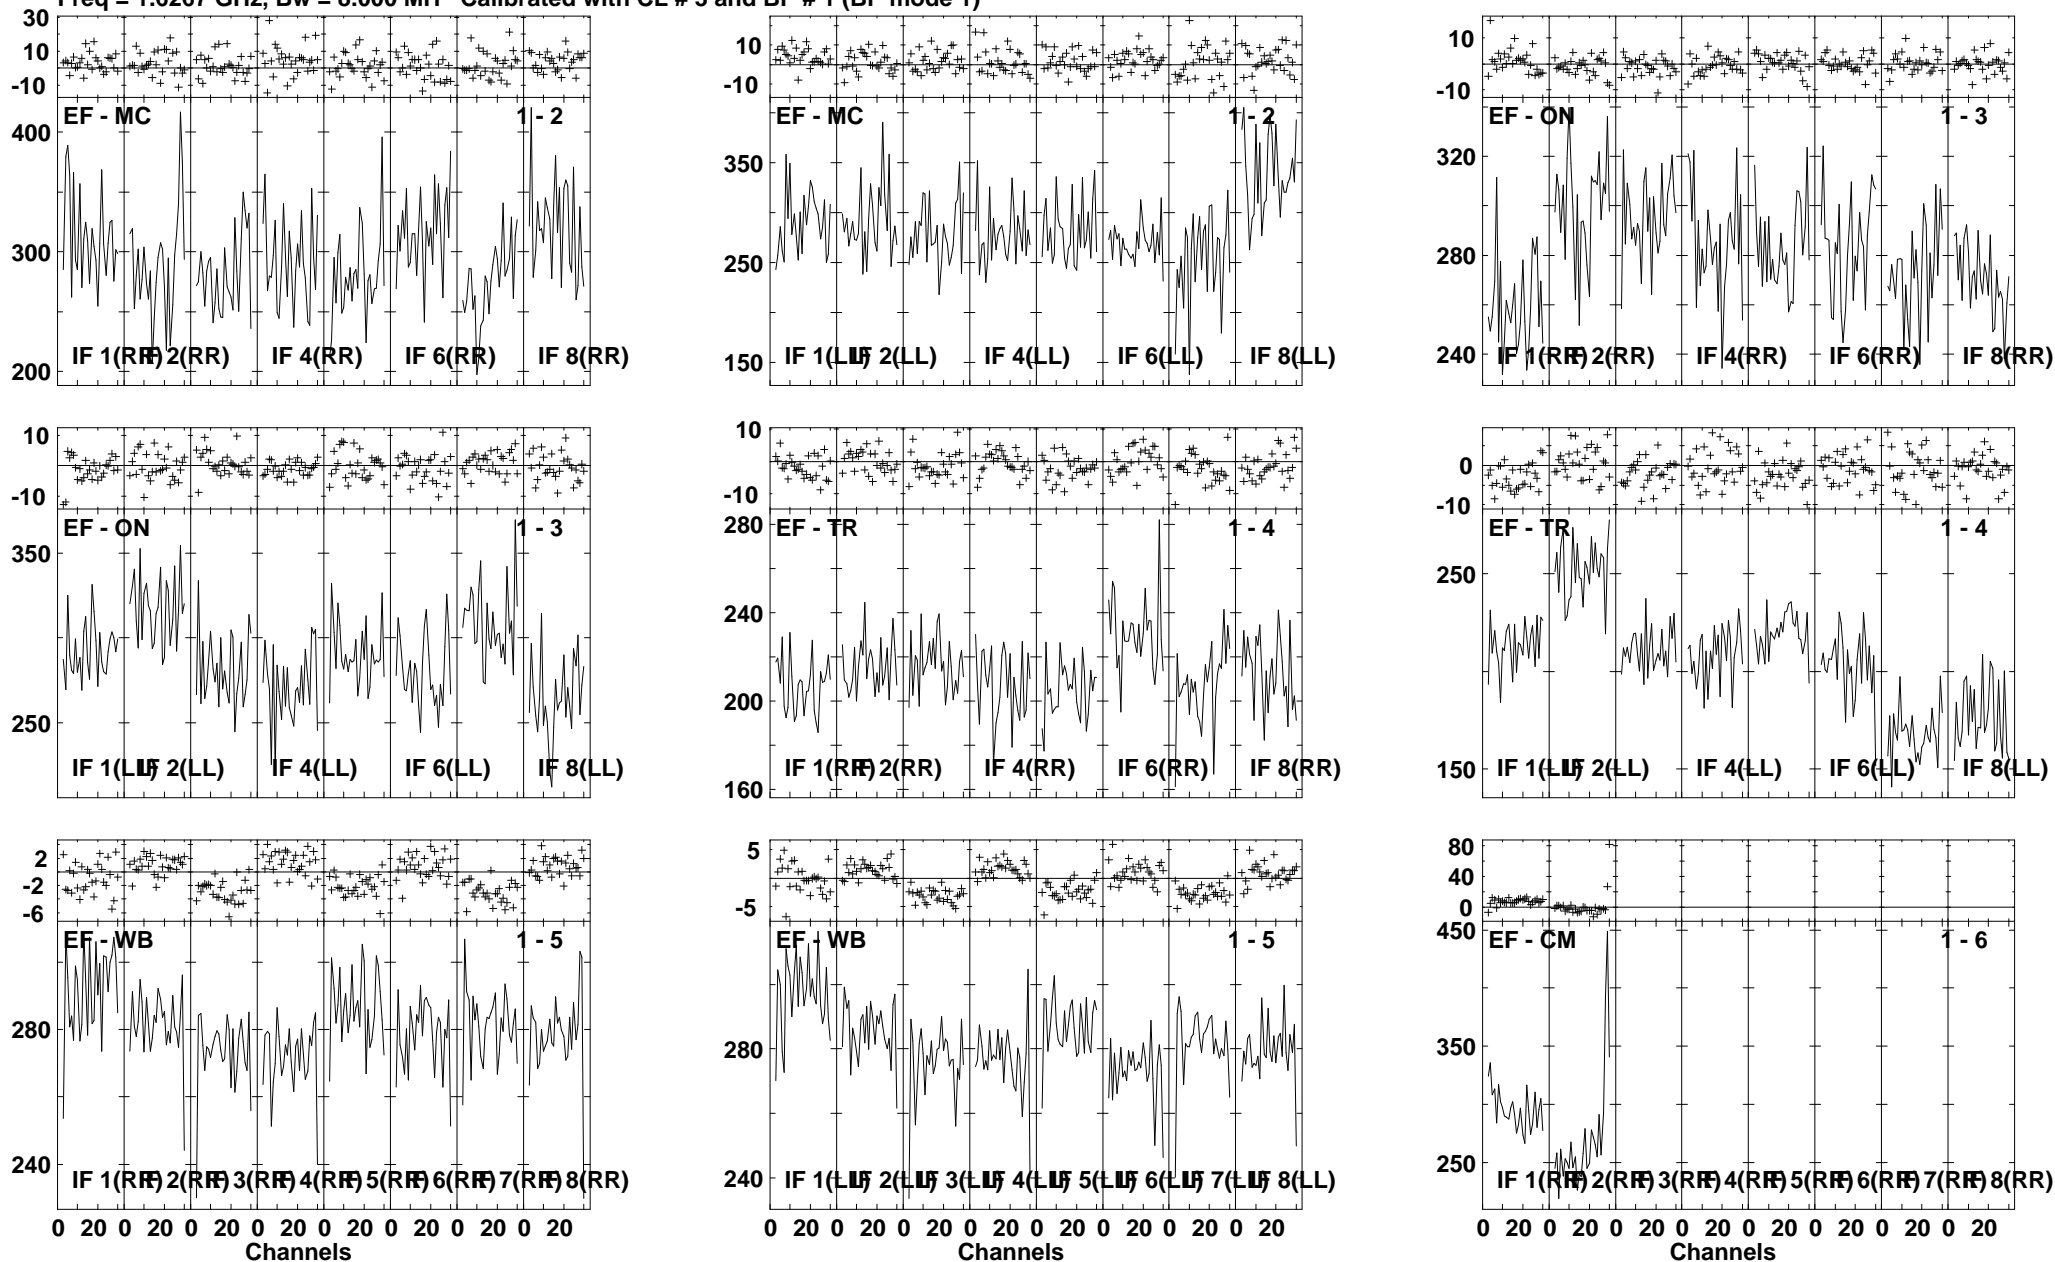 Freq = 1.6267 GHz, Bw = 8.000 MH Calibrated with CL # 3 and BP # 1 (BP mode 1)
30
10
-10
EF - MC 1 - 2
400
300
200
IF 1(RR) IF 2(RR) IF 4(RR) IF 6(RR) IF 8(RR)
10
-10
EF - MC 1 - 2
350
250
150
IF 1(LL) IF 2(LL) IF 4(LL) IF 6(LL) IF 8(LL)
10
-10
EF - ON 1 - 3
320
280
240
IF 1(RR) IF 2(RR) IF 4(RR) IF 6(RR) IF 8(RR)
10
-10
EF - ON 1 - 3
350
250
IF 1(LL) IF 2(LL) IF 4(LL) IF 6(LL) IF 8(LL)
10
-10
EF - TR 1 - 4
280
240
200
160
IF 1(RR) IF 2(RR) IF 4(RR) IF 6(RR) IF 8(RR)
0
-10
EF - TR 1 - 4
250
150
IF 1(LL) IF 2(LL) IF 4(LL) IF 6(LL) IF 8(LL)
2
-2
-6
EF - WB 1 - 5
280
240
IF 1(RR) IF 2(RR) IF 3(RR) IF 4(RR) IF 5(RR) IF 6(RR) IF 7(RR) IF 8(RR)
0 20 0 20 0 20 0 20 0 20 0 20 0 20 0 20
Channels
5
-5
EF - WB 1 - 5
280
240
IF 1(LL) IF 2(LL) IF 3(LL) IF 4(LL) IF 5(LL) IF 6(LL) IF 7(LL) IF 8(LL)
0 20 0 20 0 20 0 20 0 20 0 20 0 20 0 20
Channels
80
40
0
EF - CM 1 - 6
450
350
250
IF 1(RR) IF 2(RR) IF 3(RR) IF 4(RR) IF 5(RR) IF 6(RR) IF 7(RR) IF 8(RR)
0 20 0 20 0 20 0 20 0 20 0 20 0 20 0 20
Channels